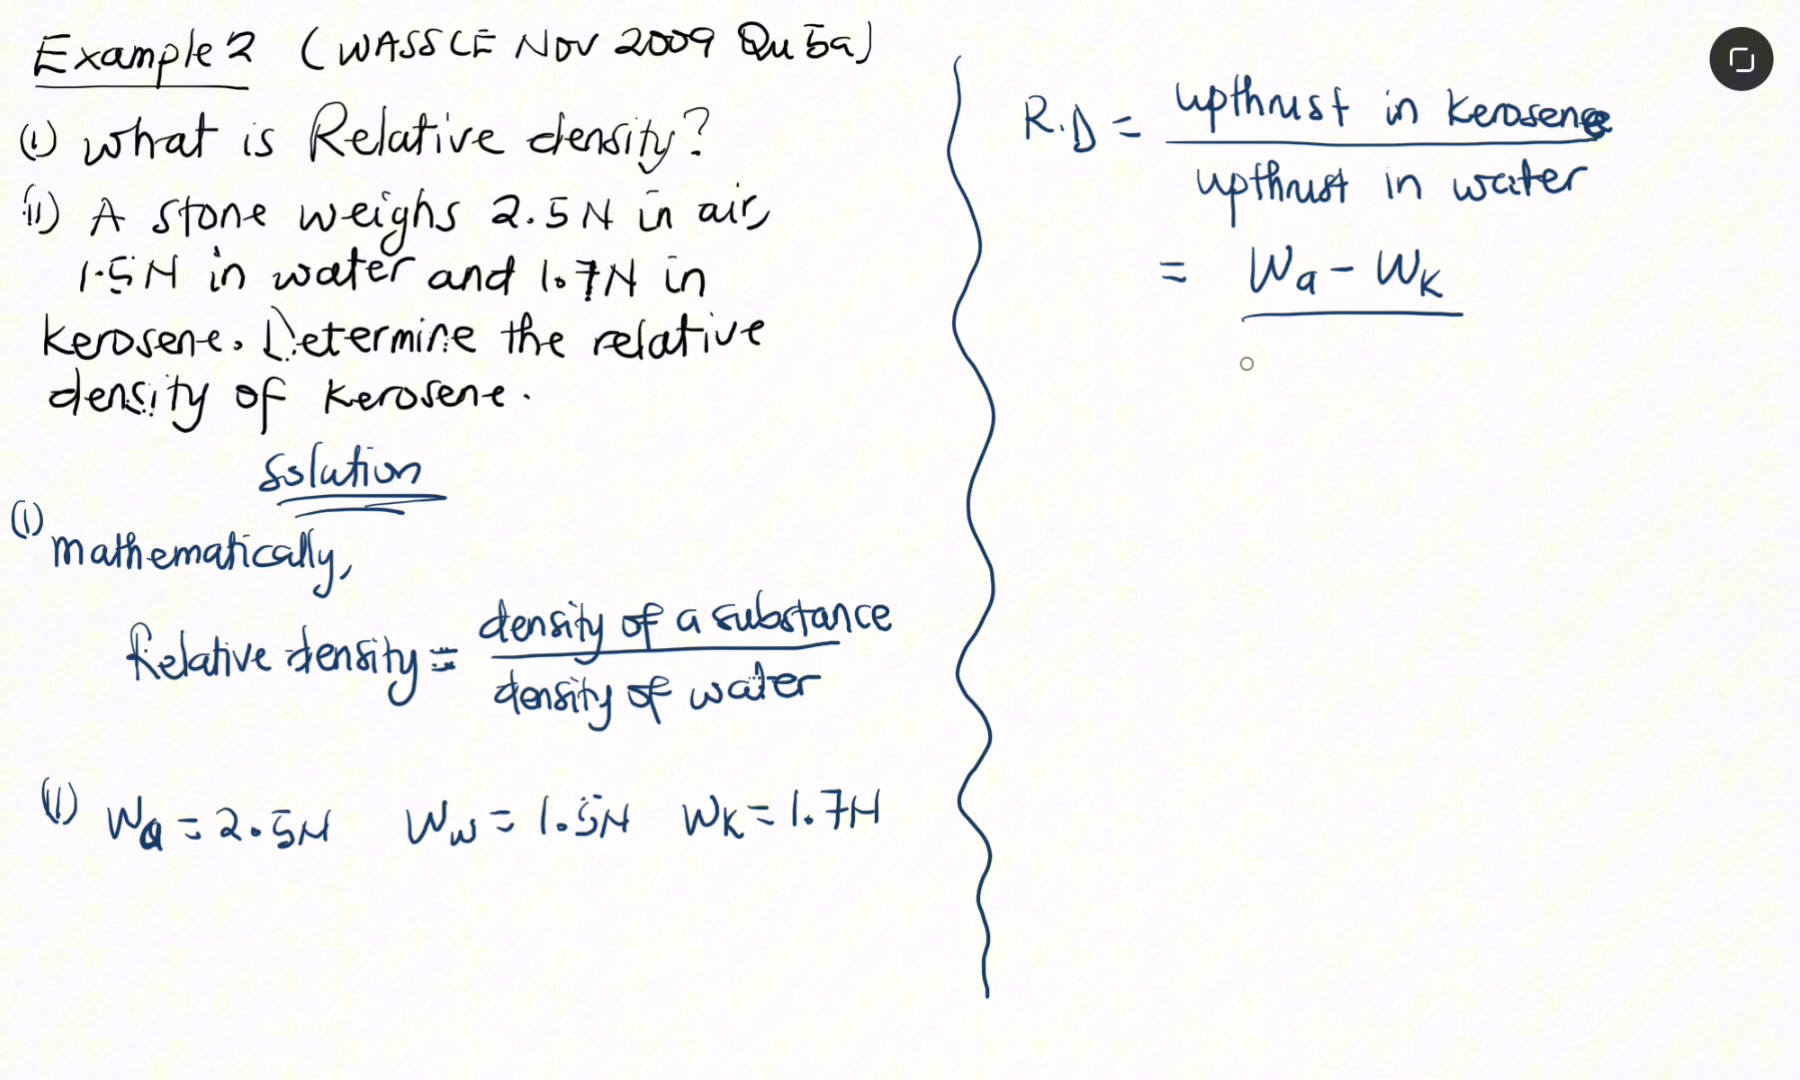 Example 2 (WASSCE Nov 2009 Qu 5a)
(i) what is Relative density?
(ii) A stone weighs 2.5N in air,
1.5N in water and 1.7N in
kerosene. Determine the relative
density of kerosene.
Solution
(i)
mathematically,
Relative density = density of a substance
density of water
(ii) Wa = 2.5N Ww = 1.5N WK = 1.7N
R.D = upthrust in kerosene
upthrust in water
= Wa - WK